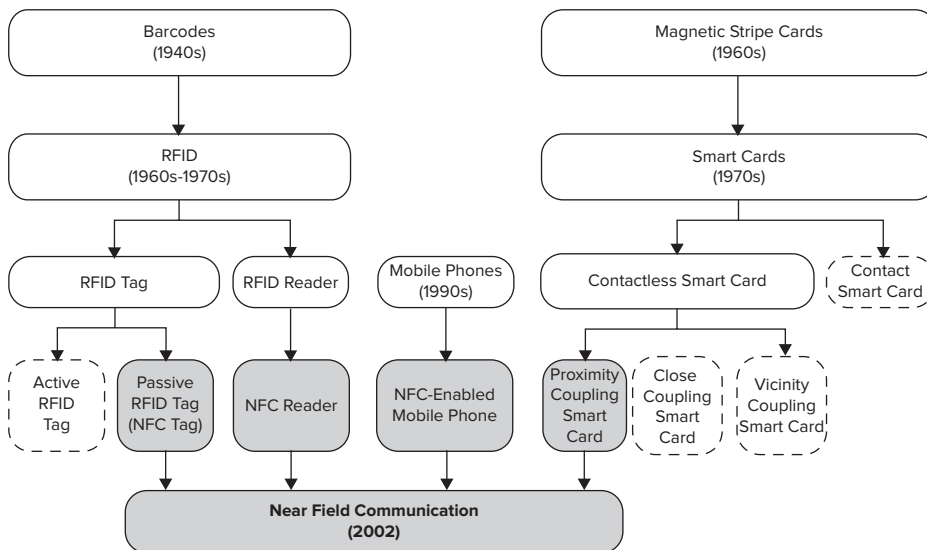 Barcodes
(1940s)
Magnetic Stripe Cards
(1960s)
RFID
(1960s-1970s)
Smart Cards
(1970s)
RFID Tag
RFID Reader
Mobile Phones
(1990s)
Contactless Smart Card
Contact
Smart Card
Active
RFID
Tag
Passive
RFID Tag
(NFC Tag)
NFC Reader
NFC-Enabled
Mobile Phone
Proximity
Coupling
Smart
Card
Close
Coupling
Smart
Card
Vicinity
Coupling
Smart Card
Near Field Communication
(2002)